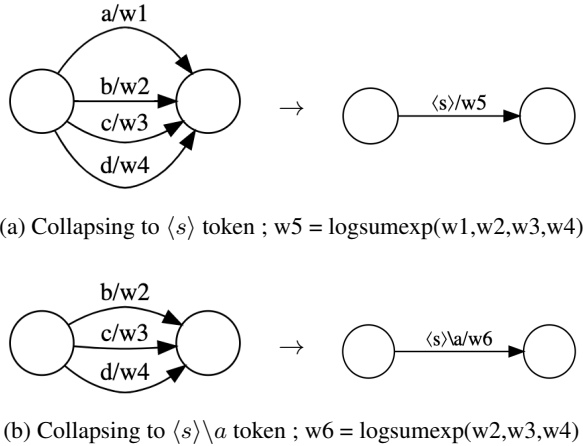 a/w1
b/w2
c/w3
d/w4
→
⟨s⟩/w5
(a) Collapsing to ⟨s⟩ token ; w5 = logsumexp(w1,w2,w3,w4)
b/w2
c/w3
d/w4
→
⟨s⟩\a/w6
(b) Collapsing to ⟨s⟩\a token ; w6 = logsumexp(w2,w3,w4)